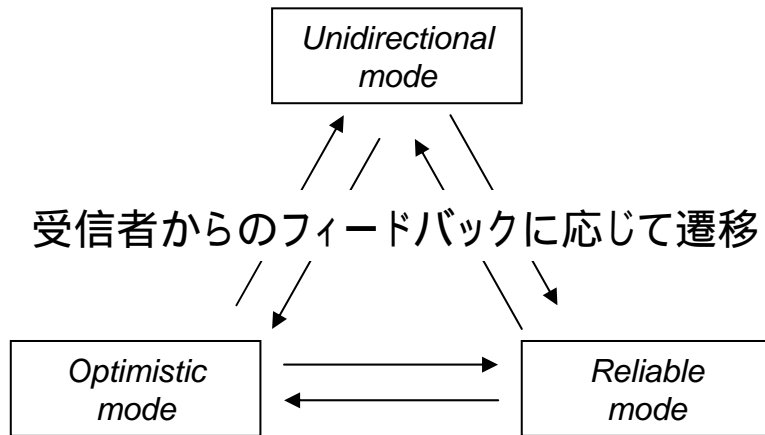 Unidirectional
mode
受信者からのフィードバックに応じて遷移
Optimistic
mode
Reliable
mode